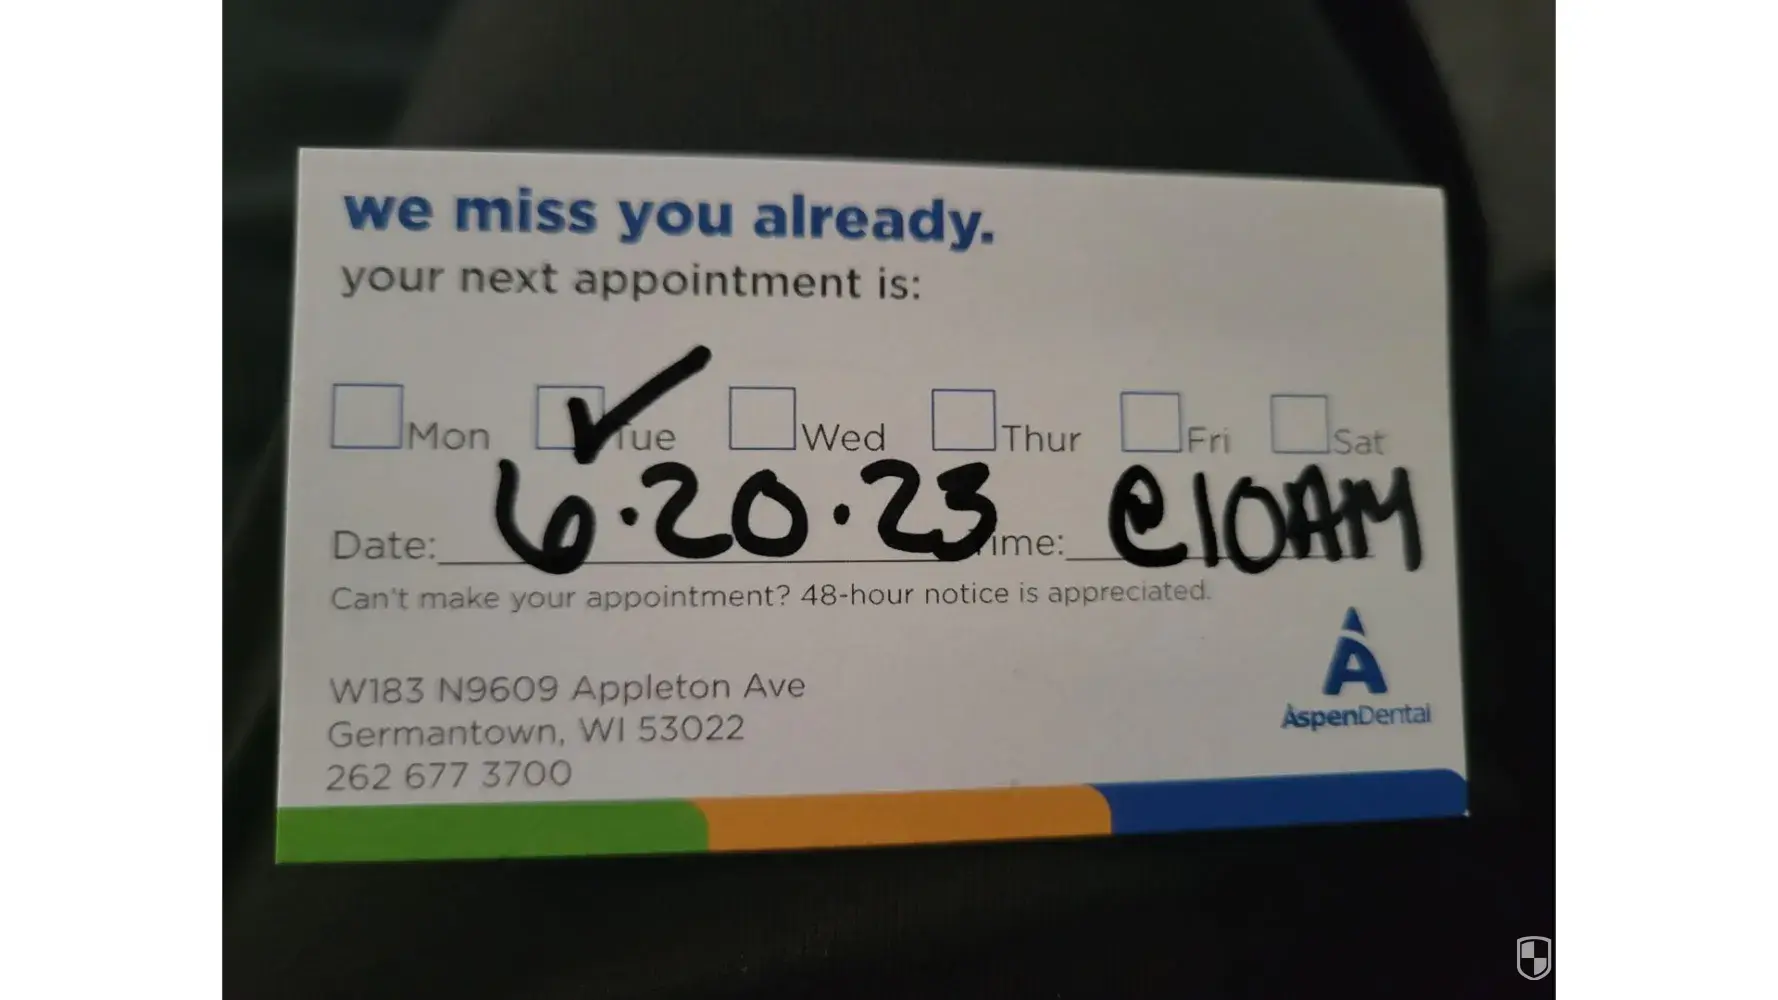 we miss you already.
your next appointment is:
Mon Tue Wed Thur Fri Sat
Date: 6.20.23 Time: @10AM
Can't make your appointment? 48-hour notice is appreciated.
W183 N9609 Appleton Ave
Germantown, WI 53022
262 677 3700
A
AspenDental